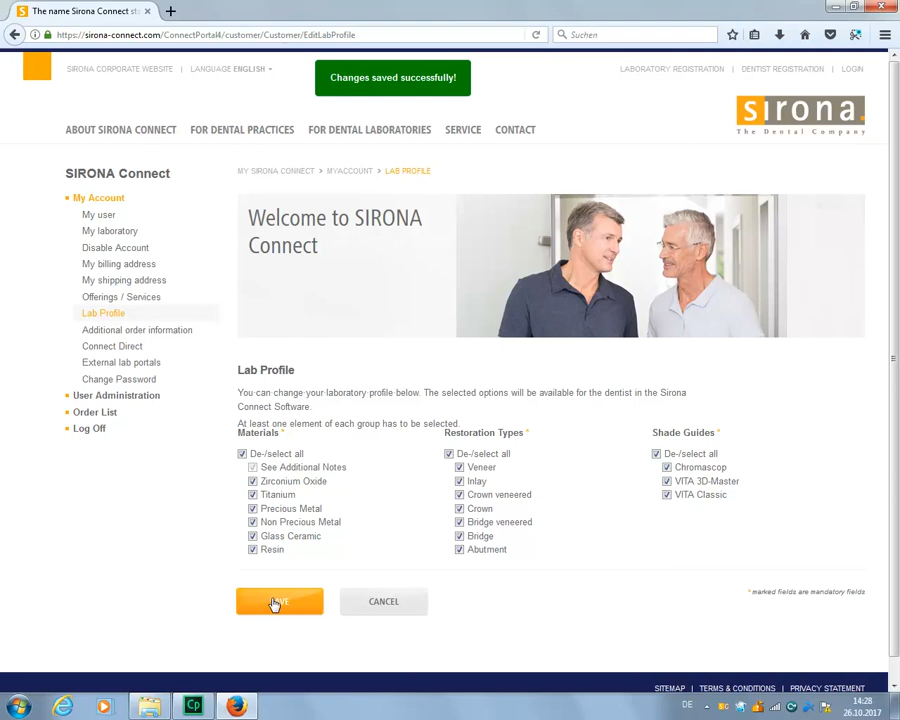 The name Sirona Connect st
https://sirona-connect.com/ConnectPortal4/customer/Customer/EditLabProfile
Suchen
SIRONA CORPORATE WEBSITE | LANGUAGE ENGLISH
Changes saved successfully!
LABORATORY REGISTRATION | DENTIST REGISTRATION | LOGIN
sirona.
The Dental Company
ABOUT SIRONA CONNECT FOR DENTAL PRACTICES FOR DENTAL LABORATORIES SERVICE CONTACT
SIRONA Connect
My Account
My user
My laboratory
Disable Account
My billing address
My shipping address
Offerings / Services
Lab Profile
Additional order information
Connect Direct
External lab portals
Change Password
User Administration
Order List
Log Off
MY SIRONA CONNECT > MYACCOUNT > LAB PROFILE
Welcome to SIRONA
Connect
Lab Profile
You can change your laboratory profile below. The selected options will be available for the dentist in the Sirona
Connect Software.
At least one element of each group has to be selected.
Materials *
De-/select all
See Additional Notes
Zirconium Oxide
Titanium
Precious Metal
Non Precious Metal
Glass Ceramic
Resin
Restoration Types *
De-/select all
Veneer
Inlay
Crown veneered
Crown
Bridge veneered
Bridge
Abutment
Shade Guides *
De-/select all
Chromascop
VITA 3D-Master
VITA Classic
CANCEL
* marked fields are mandatory fields
SITEMAP | TERMS & CONDITIONS | PRIVACY STATEMENT
Cp
DE
14:28
26.10.2017